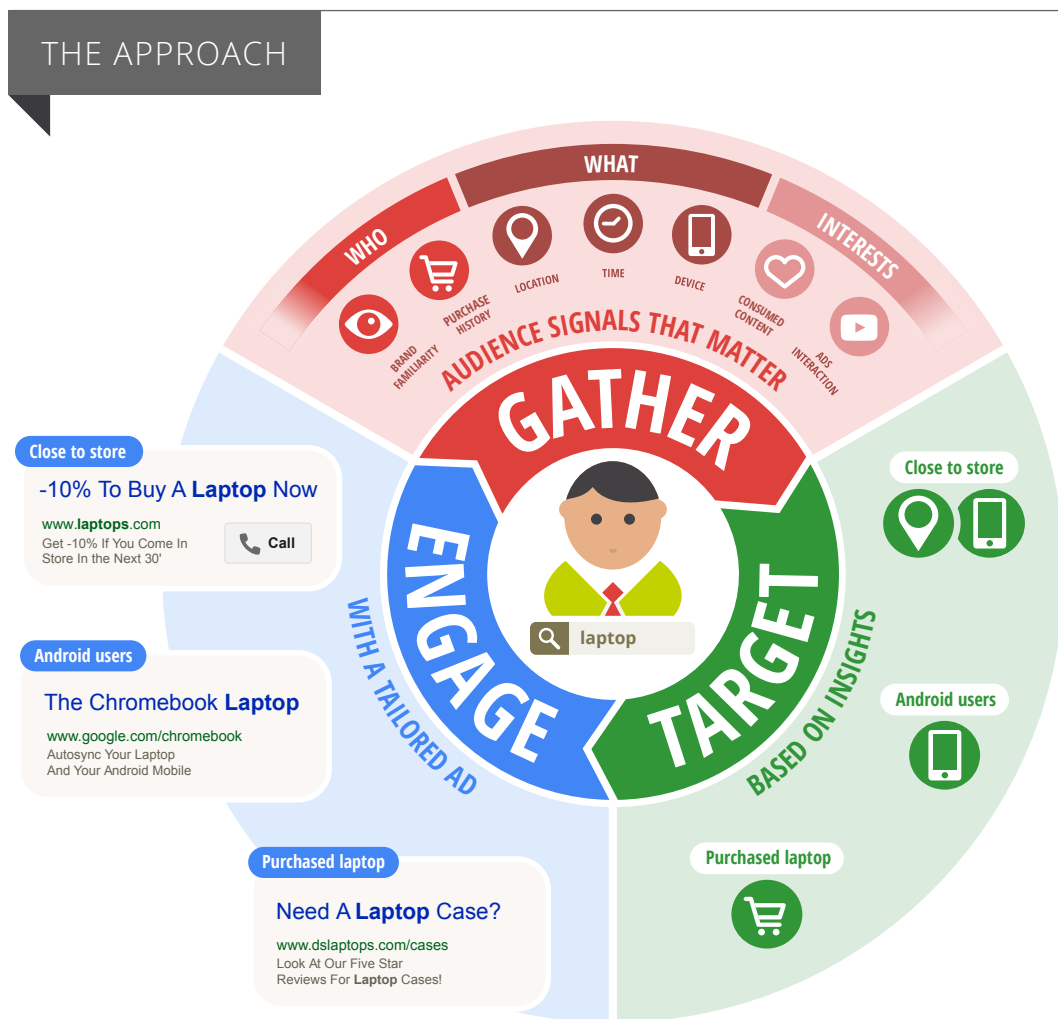 THE APPROACH
WHO
WHAT
INTERESTS
BRAND
FAMILIARITY
PURCHASE
HISTORY
LOCATION
TIME
DEVICE
CONSUMED
CONTENT
ADS
INTERACTION
AUDIENCE SIGNALS THAT MATTER
GATHER
TARGET
BASED ON INSIGHTS
Close to store
Android users
Purchased laptop
ENGAGE
WITH A TAILORED AD
Close to store
-10% To Buy A Laptop Now
www.laptops.com
Get -10% If You Come In
Store In the Next 30'
Call
Android users
The Chromebook Laptop
www.google.com/chromebook
Autosync Your Laptop
And Your Android Mobile
Purchased laptop
Need A Laptop Case?
www.dslaptops.com/cases
Look At Our Five Star
Reviews For Laptop Cases!
laptop